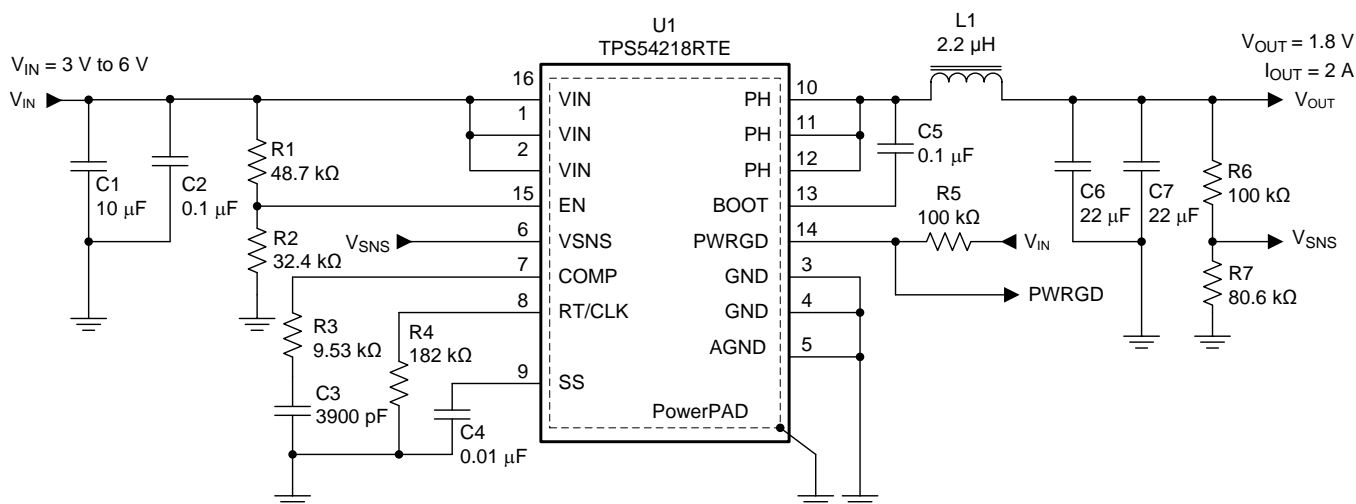 U1
TPS54218RTE
L1
2.2 µH
VOUT = 1.8 V
IOUT = 2 A
VIN = 3 V to 6 V
VIN
VOUT
16
VIN
PH
10
1
VIN
PH
11
2
VIN
PH
12
15
EN
BOOT
13
6
VSNS
PWRGD
14
7
COMP
GND
3
8
RT/CLK
GND
4
AGND
5
9
SS
PowerPAD
C1
10 µF
C2
0.1 µF
R1
48.7 kΩ
R2
32.4 kΩ
VSNS
R3
9.53 kΩ
C3
3900 pF
R4
182 kΩ
C4
0.01 µF
C5
0.1 µF
R5
100 kΩ
VIN
PWRGD
C6
22 µF
C7
22 µF
R6
100 kΩ
VSNS
R7
80.6 kΩ